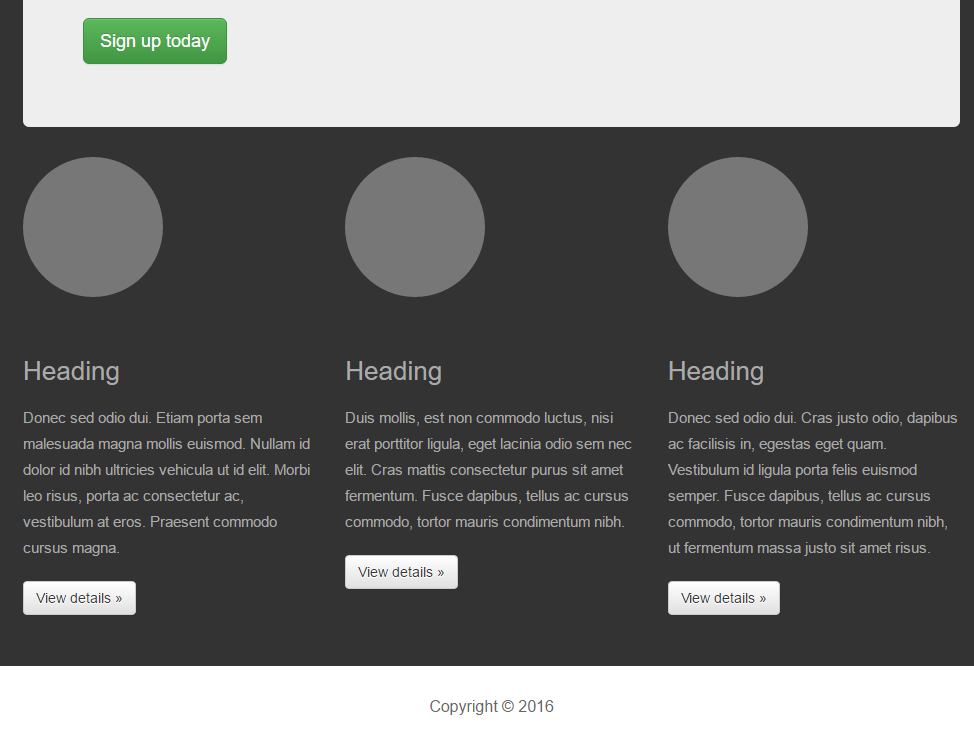 Sign up today
Heading
Donec sed odio dui. Etiam porta sem
malesuada magna mollis euismod. Nullam id
dolor id nibh ultricies vehicula ut id elit. Morbi
leo risus, porta ac consectetur ac,
vestibulum at eros. Praesent commodo
cursus magna.
View details »
Heading
Duis mollis, est non commodo luctus, nisi
erat porttitor ligula, eget lacinia odio sem nec
elit. Cras mattis consectetur purus sit amet
fermentum. Fusce dapibus, tellus ac cursus
commodo, tortor mauris condimentum nibh.
View details »
Heading
Donec sed odio dui. Cras justo odio, dapibus
ac facilisis in, egestas eget quam.
Vestibulum id ligula porta felis euismod
semper. Fusce dapibus, tellus ac cursus
commodo, tortor mauris condimentum nibh,
ut fermentum massa justo sit amet risus.
View details »
Copyright © 2016